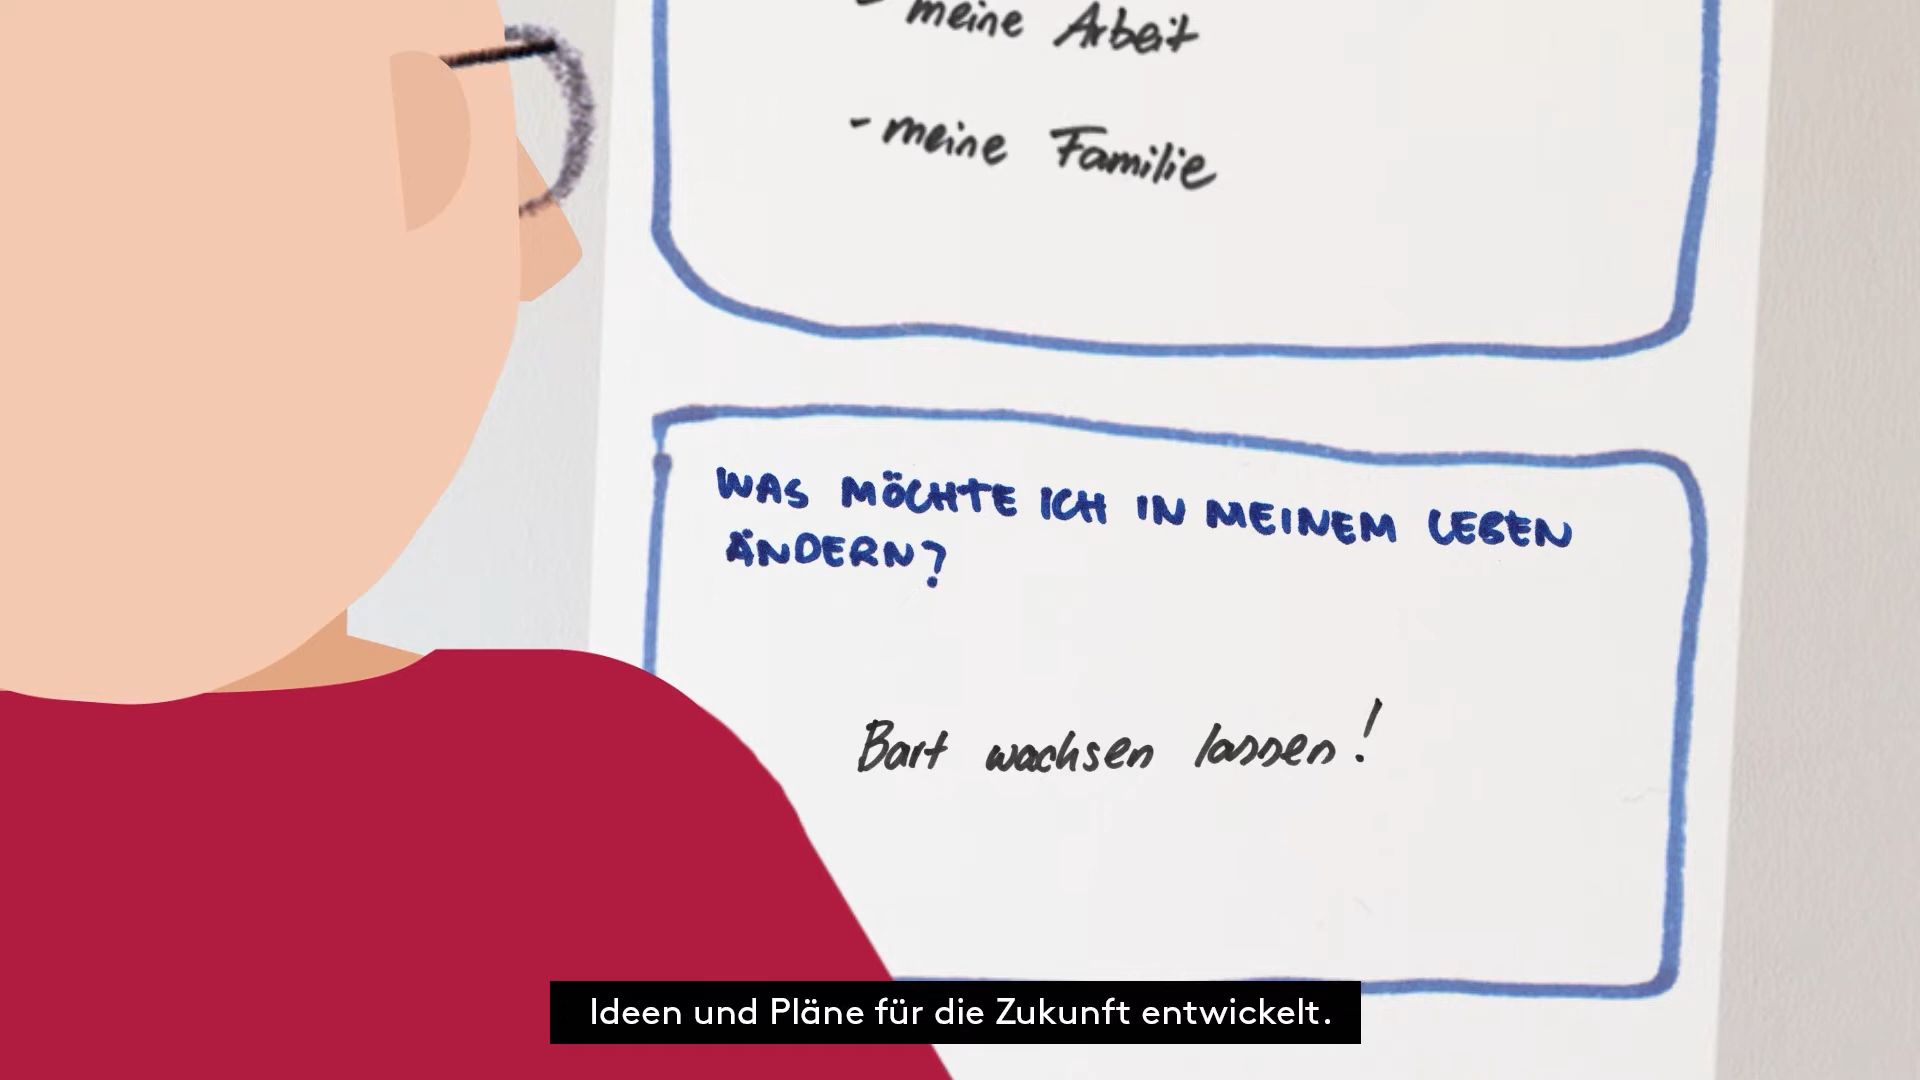 - meine Arbeit
- meine Familie
WAS MÖCHTE ICH IN MEINEM LEBEN
ÄNDERN?
Bart wachsen lassen!
Ideen und Pläne für die Zukunft entwickelt.